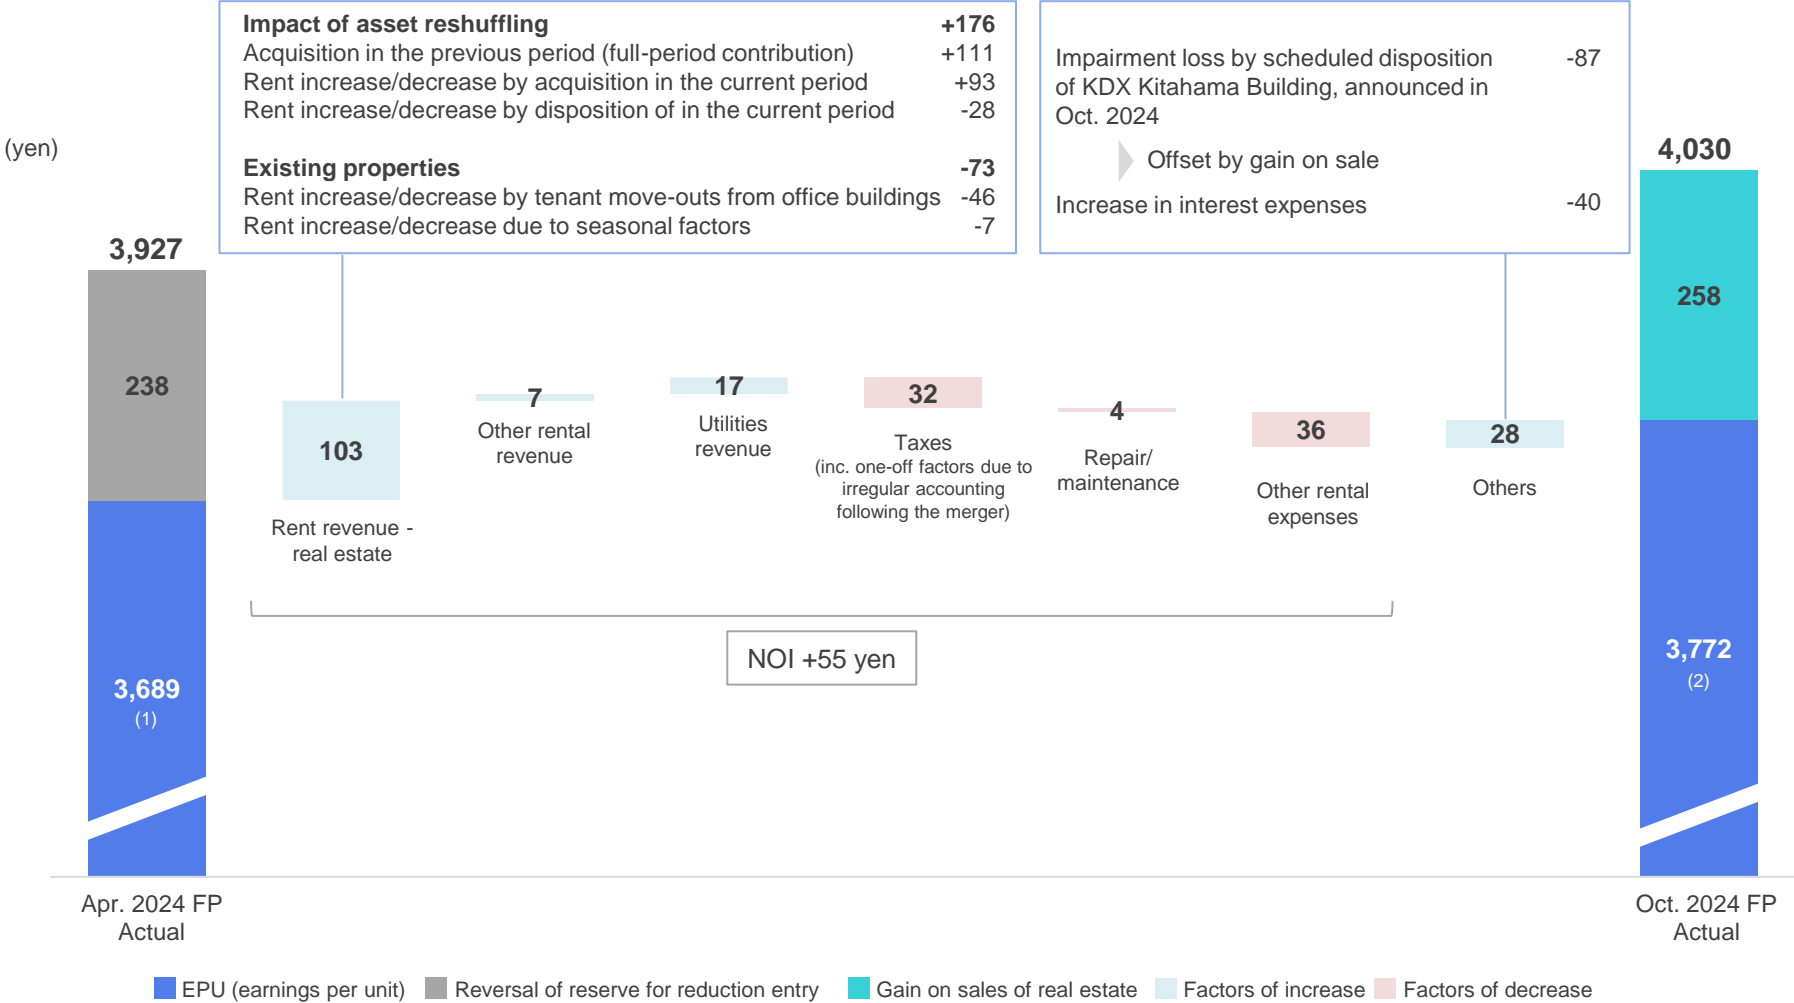 Impact of asset reshuffling +176
Acquisition in the previous period (full-period contribution) +111
Rent increase/decrease by acquisition in the current period +93
Rent increase/decrease by disposition of in the current period -28
Existing properties -73
Rent increase/decrease by tenant move-outs from office buildings -46
Rent increase/decrease due to seasonal factors -7
Impairment loss by scheduled disposition -87
of KDX Kitahama Building, announced in
Oct. 2024
Offset by gain on sale
Increase in interest expenses -40
(yen)
3,927
238
3,689
(1)
103
Rent revenue -
real estate
7
Other rental
revenue
17
Utilities
revenue
32
Taxes
(inc. one-off factors due to
irregular accounting
following the merger)
4
Repair/
maintenance
36
Other rental
expenses
28
Others
4,030
258
3,772
(2)
NOI +55 yen
Apr. 2024 FP
Actual
Oct. 2024 FP
Actual
EPU (earnings per unit) Reversal of reserve for reduction entry Gain on sales of real estate Factors of increase Factors of decrease